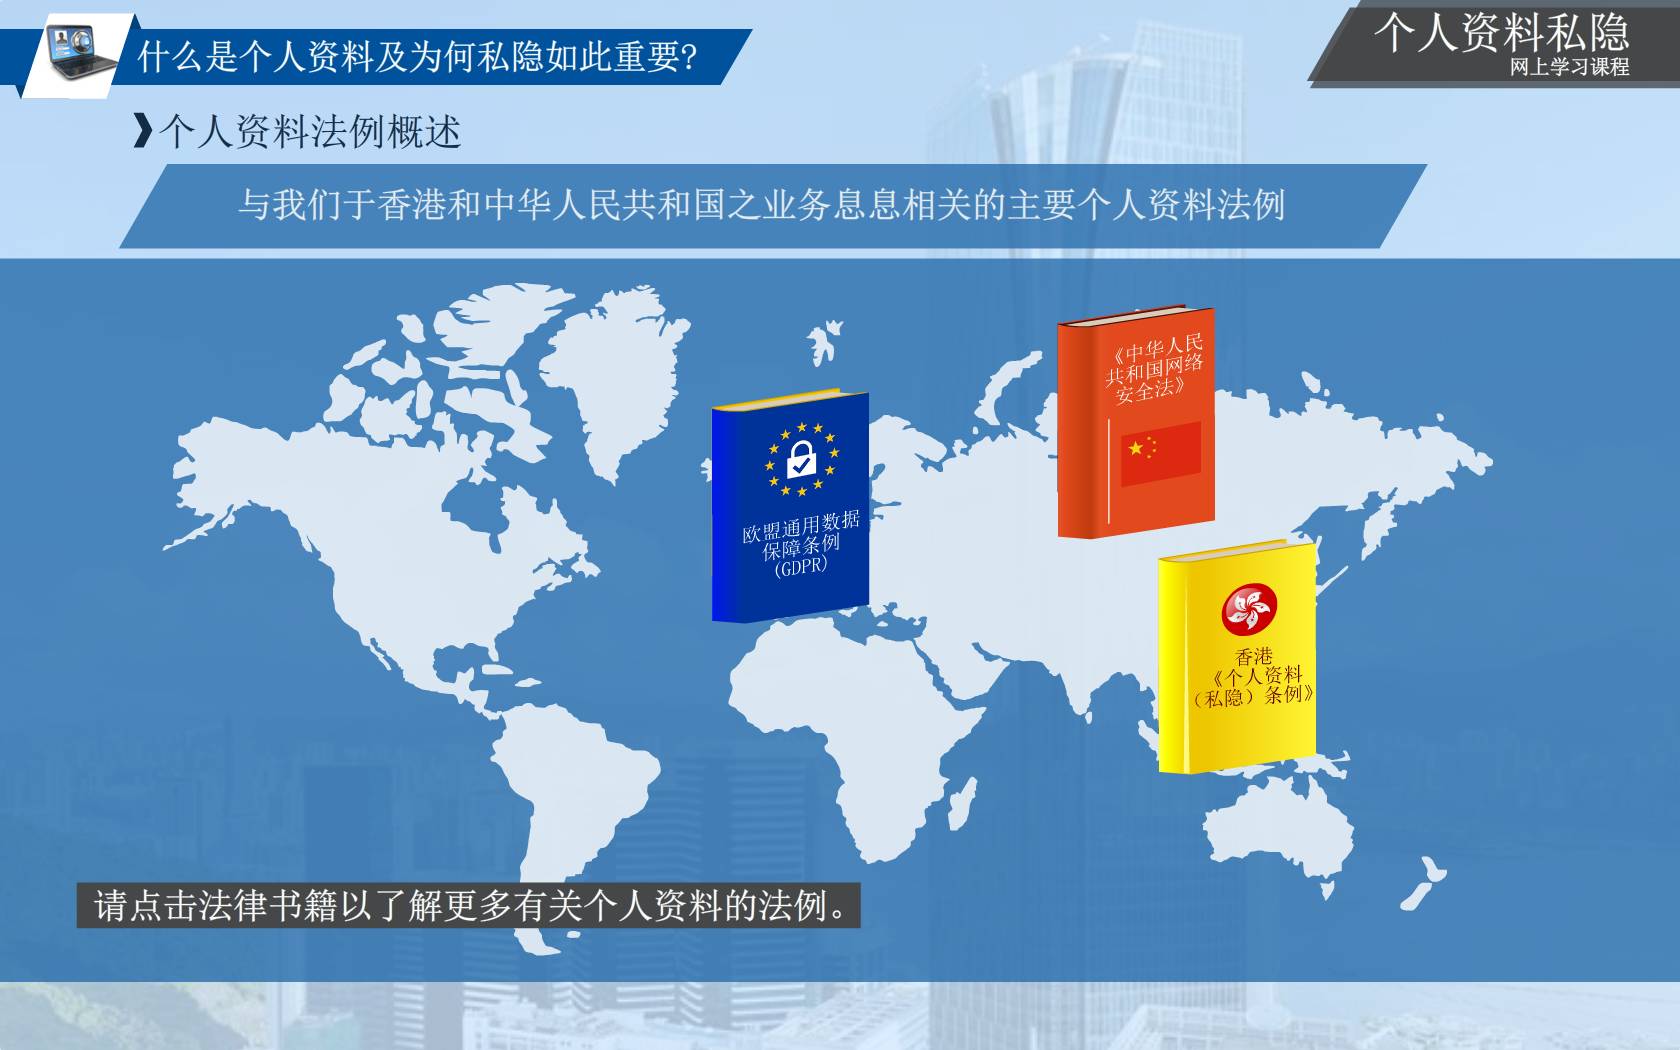 什么是个人资料及为何私隐如此重要?
个人资料私隐
网上学习课程
个人资料法例概述
与我们于香港和中华人民共和国之业务息息相关的主要个人资料法例
《中华人民
共和国网络
安全法》
欧盟通用数据
保障条例
(GDPR)
香港
《个人资料
（私隐）条例》
请点击法律书籍以了解更多有关个人资料的法例。